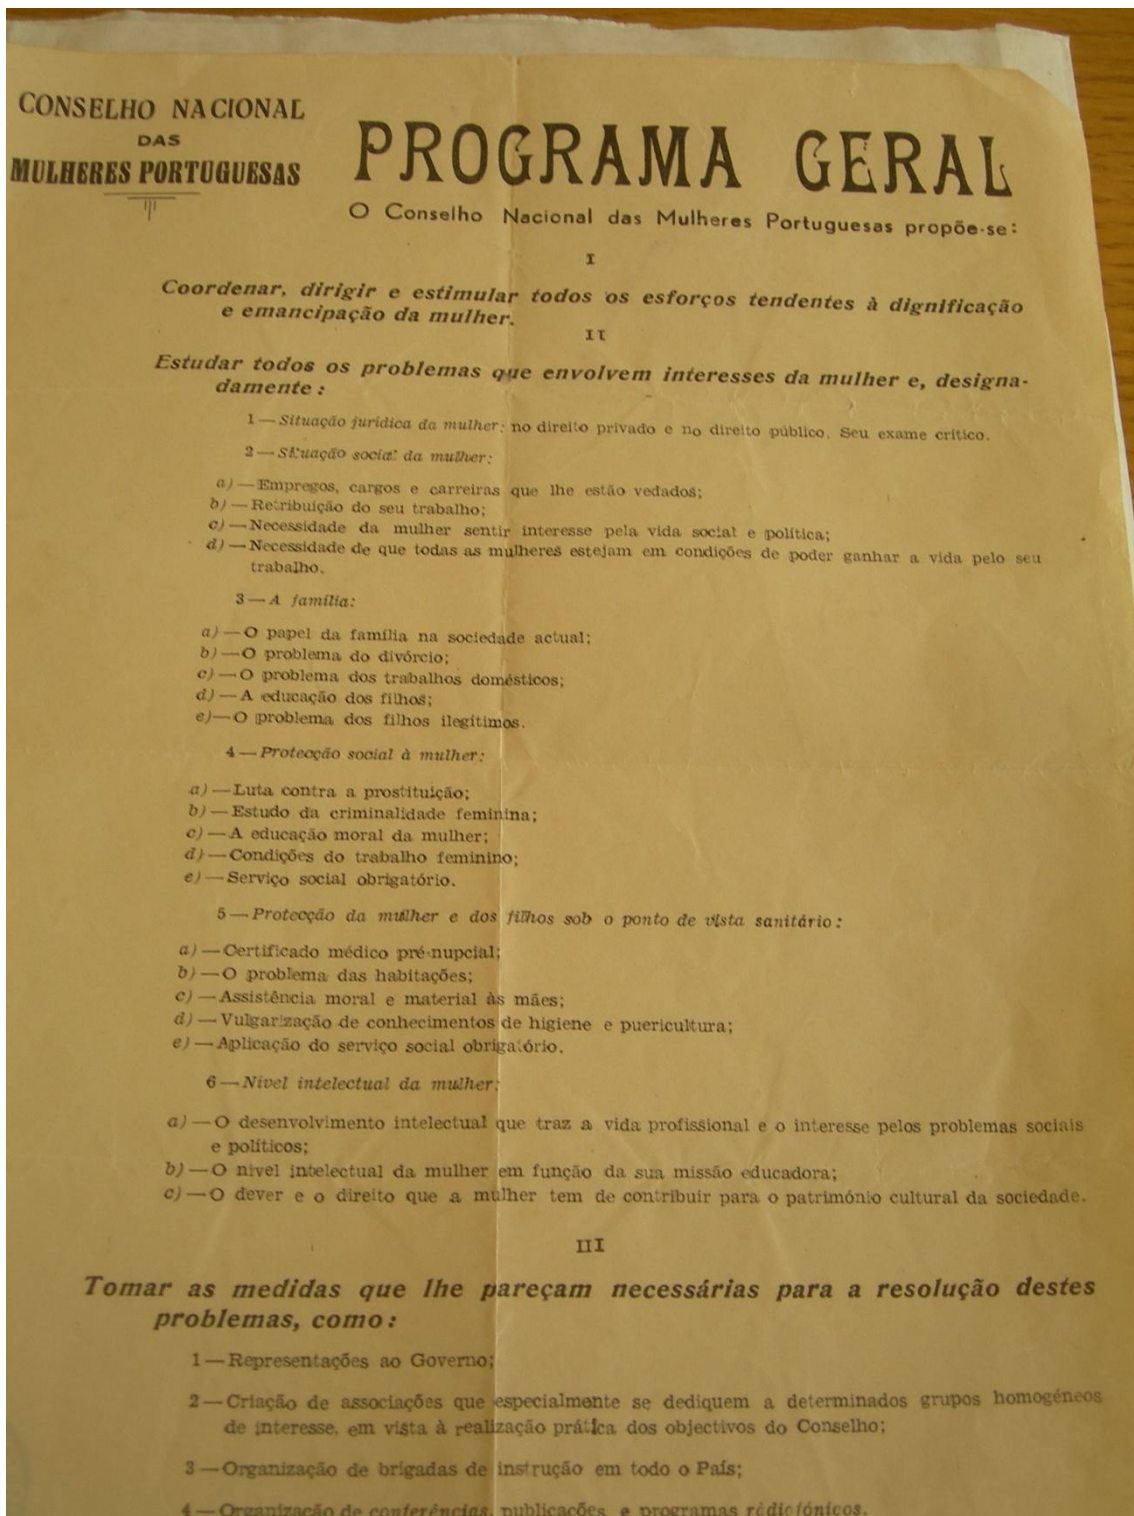 CONSELHO NACIONAL
DAS
MULHERES PORTUGUESAS
PROGRAMA GERAL
O Conselho Nacional das Mulheres Portuguesas propõe-se:
I
Coordenar, dirigir e estimular todos os esforços tendentes à dignificação
e emancipação da mulher.
II
Estudar todos os problemas que envolvem interesses da mulher e, designa-
damente:
1 — Situação jurídica da mulher: no direito privado e no direito público. Seu exame crítico.
2 — Situação social da mulher:
a) — Empregos, cargos e carreiras que lhe estão vedados;
b) — Retribuição do seu trabalho;
c) — Necessidade da mulher sentir interesse pela vida social e política;
d) — Necessidade de que todas as mulheres estejam em condições de poder ganhar a vida pelo seu
trabalho.
3 — A família:
a) — O papel da família na sociedade actual;
b) — O problema do divórcio;
c) — O problema dos trabalhos domésticos;
d) — A educação dos filhos;
e) — O problema dos filhos ilegítimos.
4 — Protecção social à mulher:
a) — Luta contra a prostituição;
b) — Estudo da criminalidade feminina;
c) — A educação moral da mulher;
d) — Condições do trabalho feminino;
e) — Serviço social obrigatório.
5 — Protecção da mulher e dos filhos sob o ponto de vista sanitário:
a) — Certificado médico pré-nupcial;
b) — O problema das habitações;
c) — Assistência moral e material às mães;
d) — Vulgarização de conhecimentos de higiene e puericultura;
e) — Aplicação do serviço social obrigatório.
6 — Nível intelectual da mulher:
a) — O desenvolvimento intelectual que traz a vida profissional e o interesse pelos problemas sociais
e políticos;
b) — O nível intelectual da mulher em função da sua missão educadora;
c) — O dever e o direito que a mulher tem de contribuir para o património cultural da sociedade.
III
Tomar as medidas que lhe pareçam necessárias para a resolução destes
problemas, como:
1 — Representações ao Governo;
2 — Criação de associações que especialmente se dediquem a determinados grupos homogéneos
de interesse, em vista à realização prática dos objectivos do Conselho;
3 — Organização de brigadas de instrução em todo o País;
4 — Organização de conferências, publicações e programas rèdiofónicos.